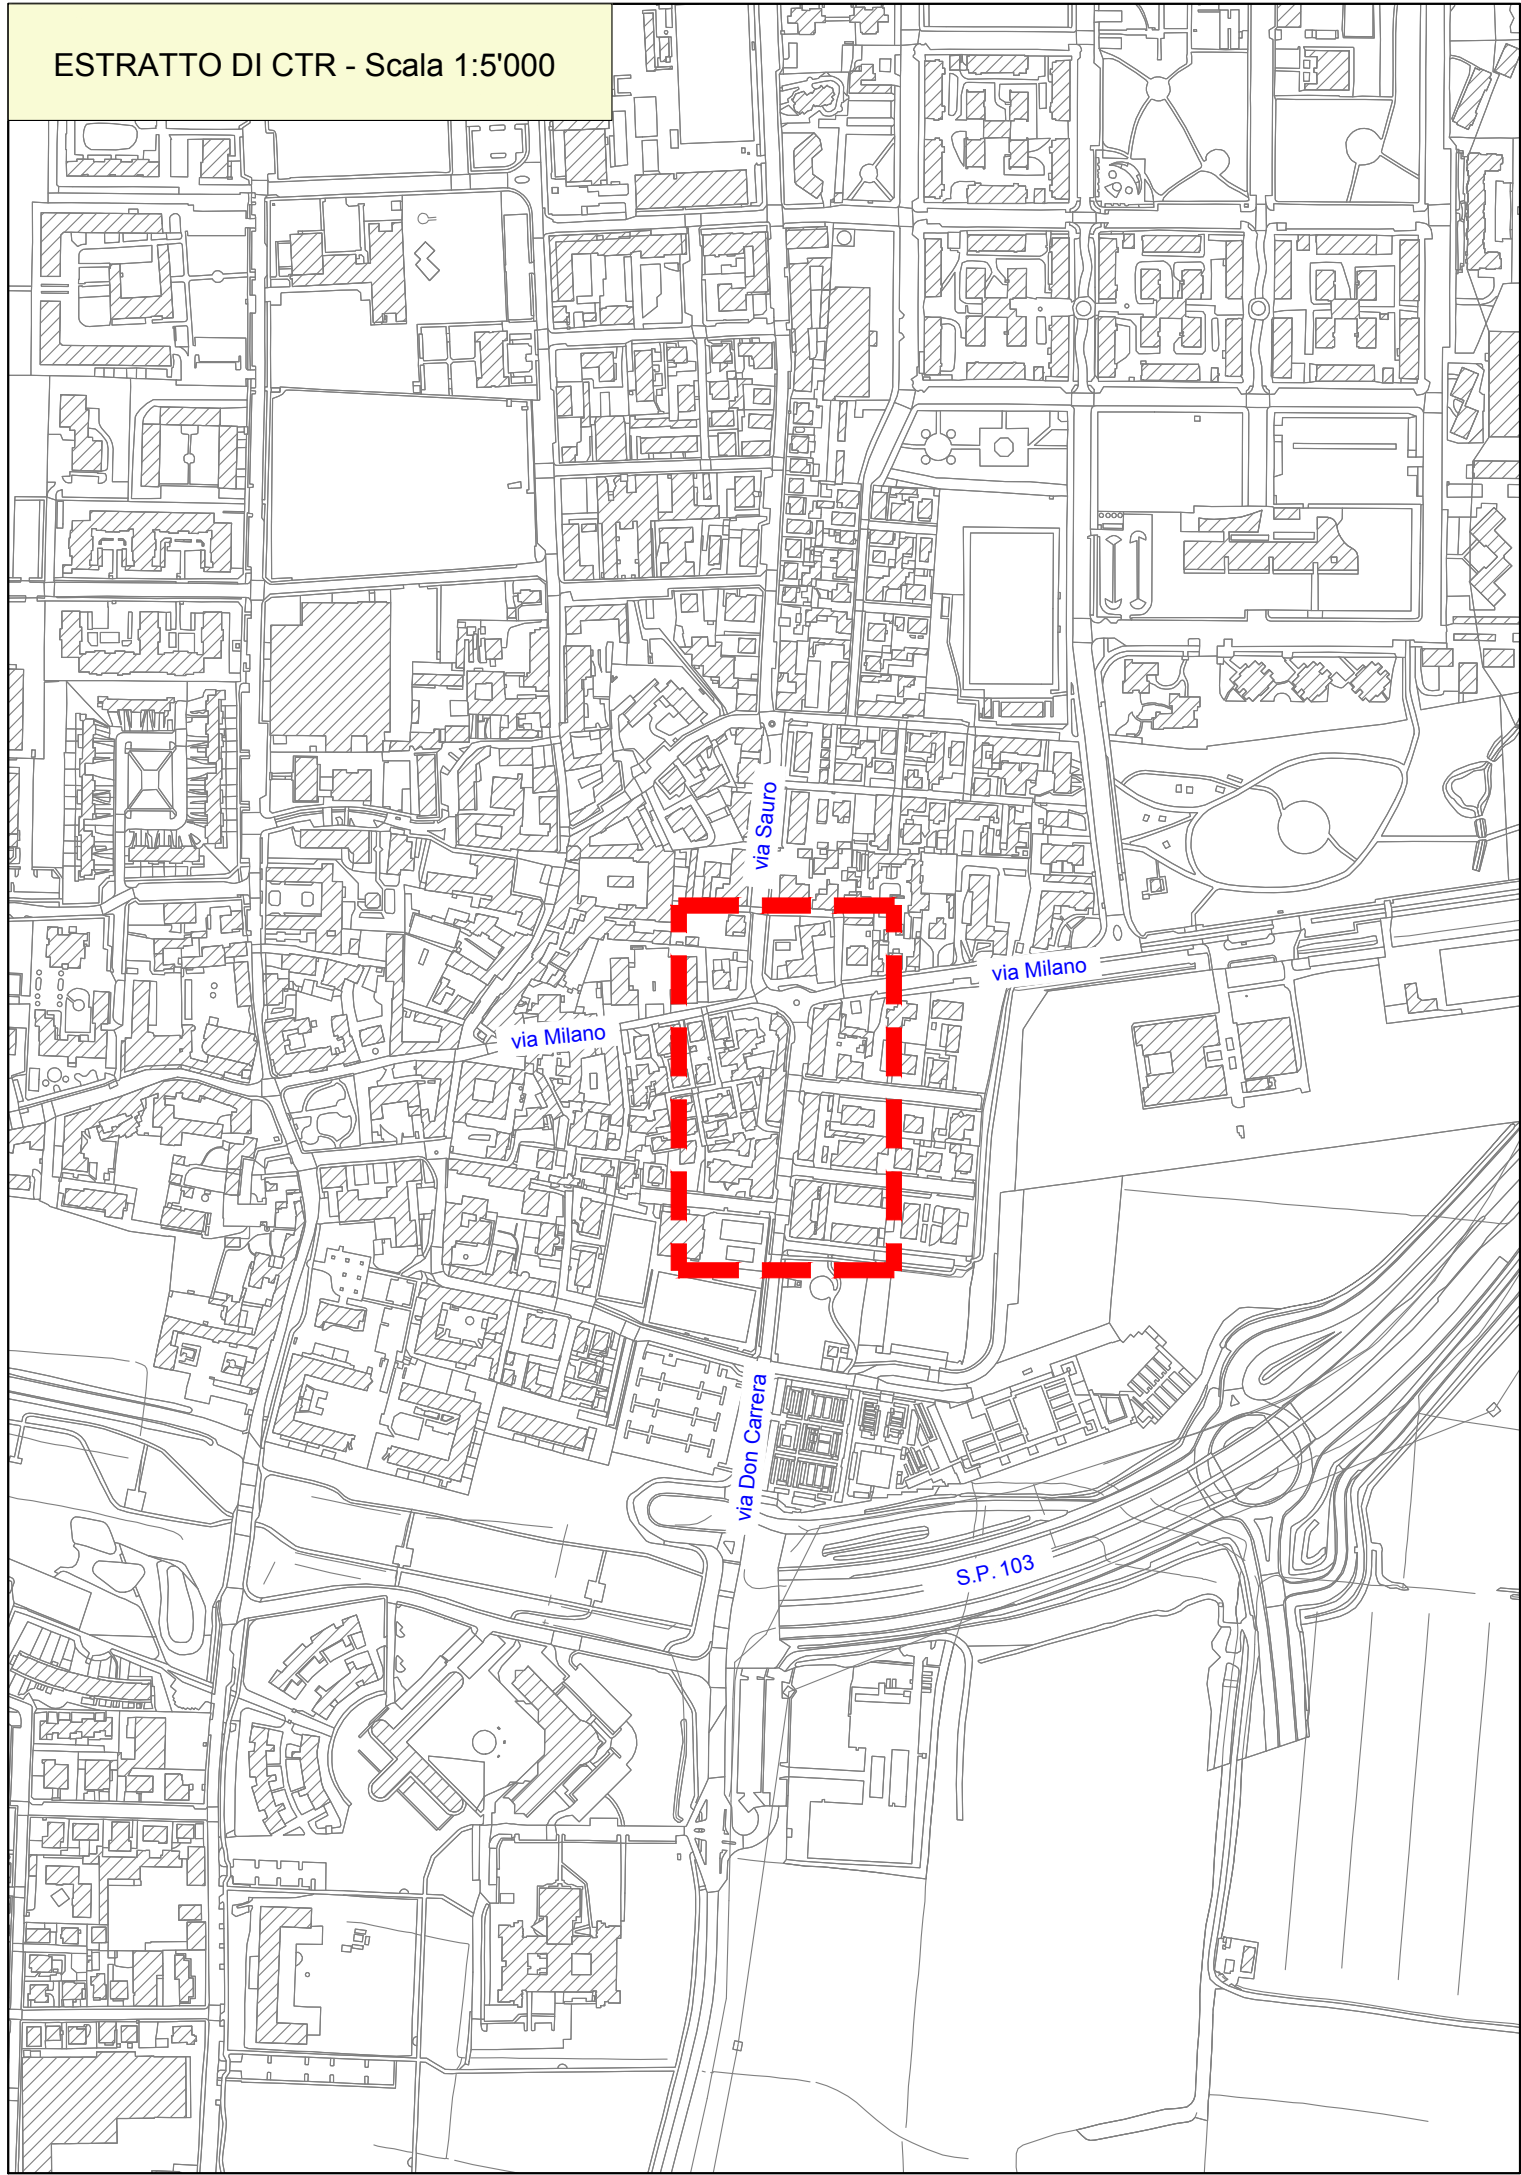 ESTRATTO DI CTR - Scala 1:5'000
via Sauro
via Milano
via Milano
via Don Carrera
S.P. 103